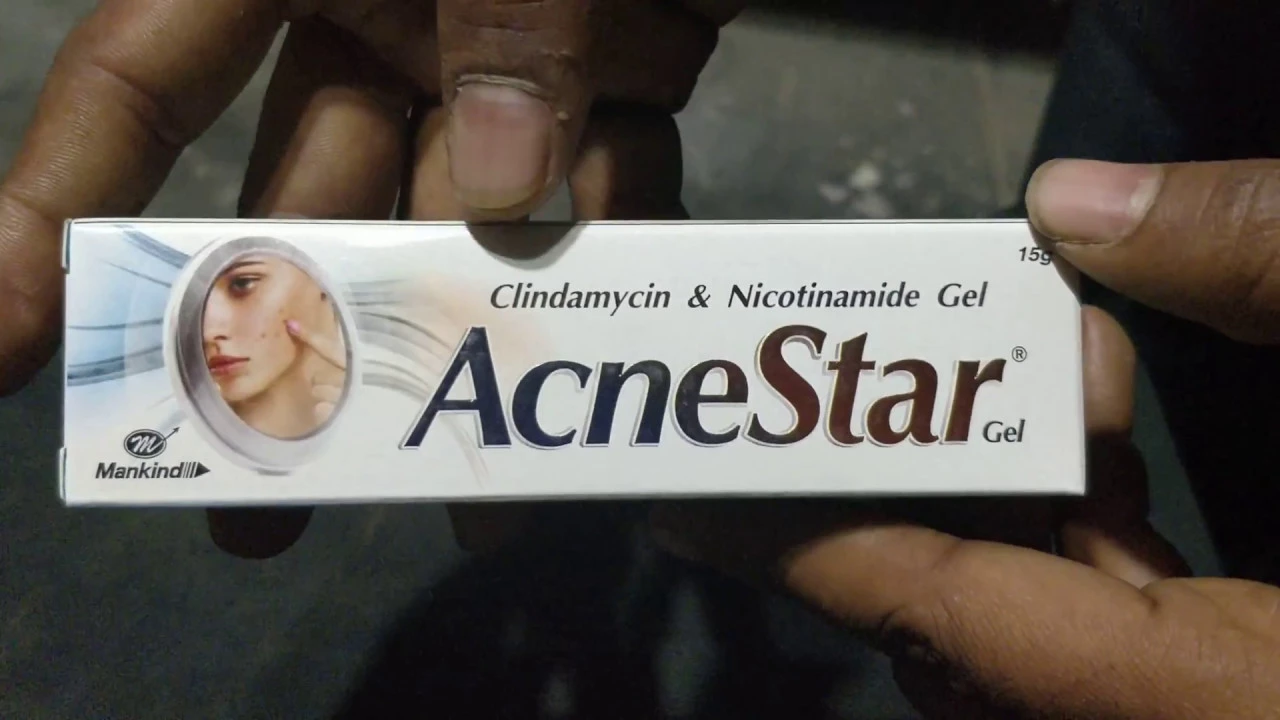 15g
Clindamycin & Nicotinamide Gel
AcneStar®
Gel
M
Mankind